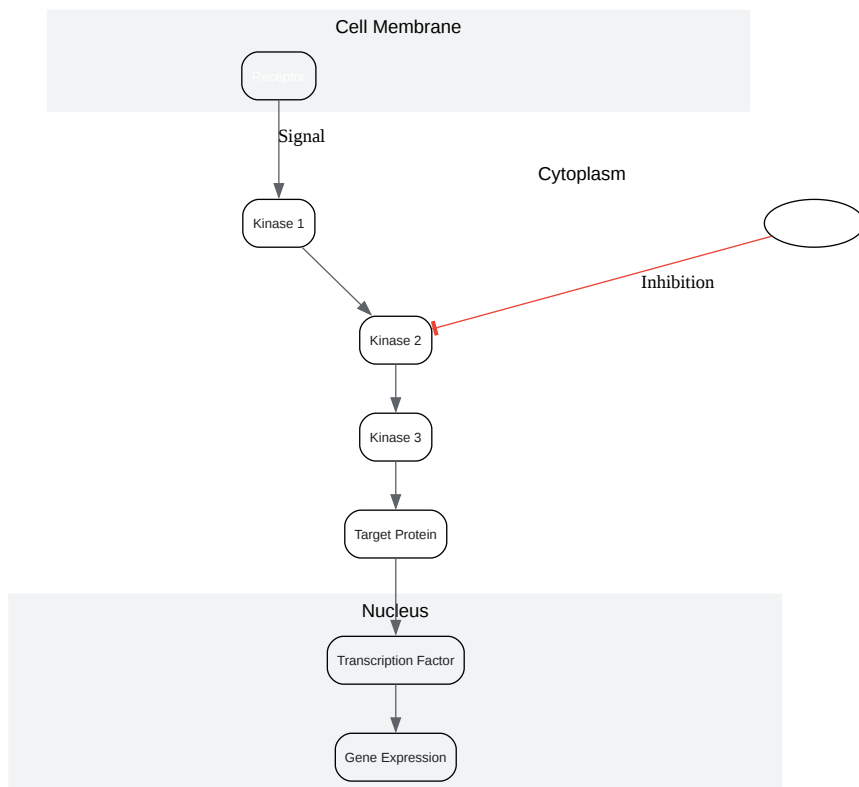 Cell Membrane
Receptor
Signal
Cytoplasm
Kinase 1
Inhibition
Kinase 2
Kinase 3
Target Protein
Nucleus
Transcription Factor
Gene Expression